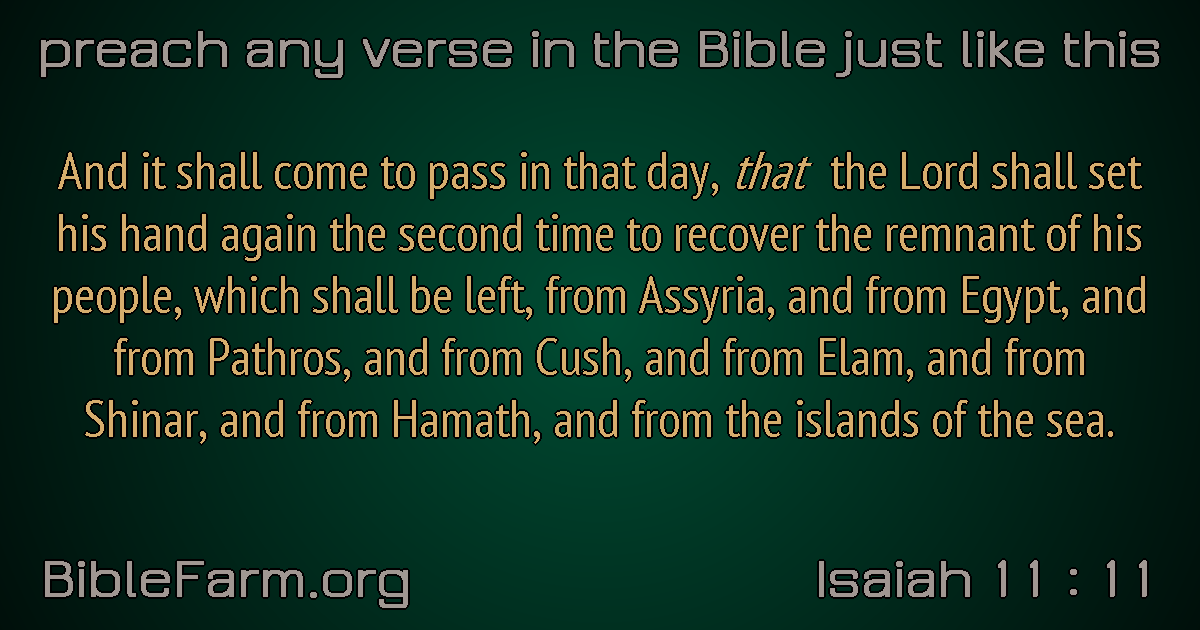 preach any verse in the Bible just like this
And it shall come to pass in that day, that the Lord shall set
his hand again the second time to recover the remnant of his
people, which shall be left, from Assyria, and from Egypt, and
from Pathros, and from Cush, and from Elam, and from
Shinar, and from Hamath, and from the islands of the sea.
BibleFarm.org
Isaiah 11 : 11